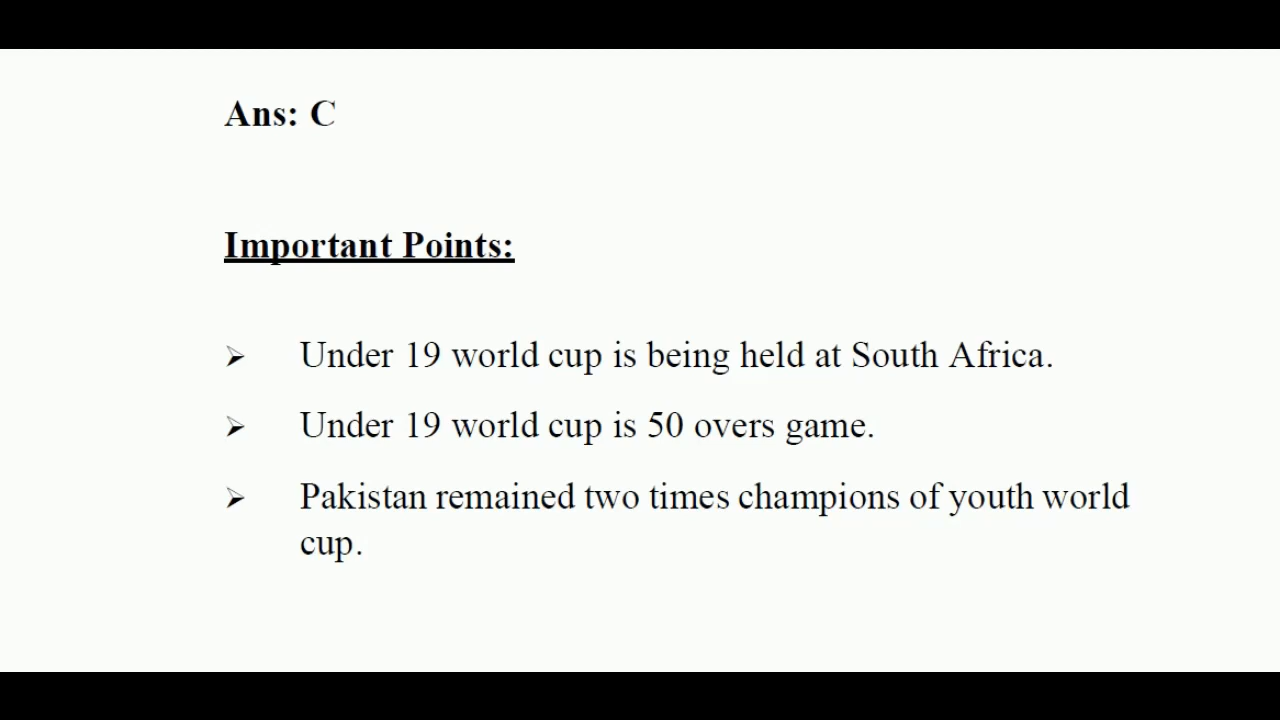 Ans: C
Important Points:
➢ Under 19 world cup is being held at South Africa.
➢ Under 19 world cup is 50 overs game.
➢ Pakistan remained two times champions of youth world
cup.